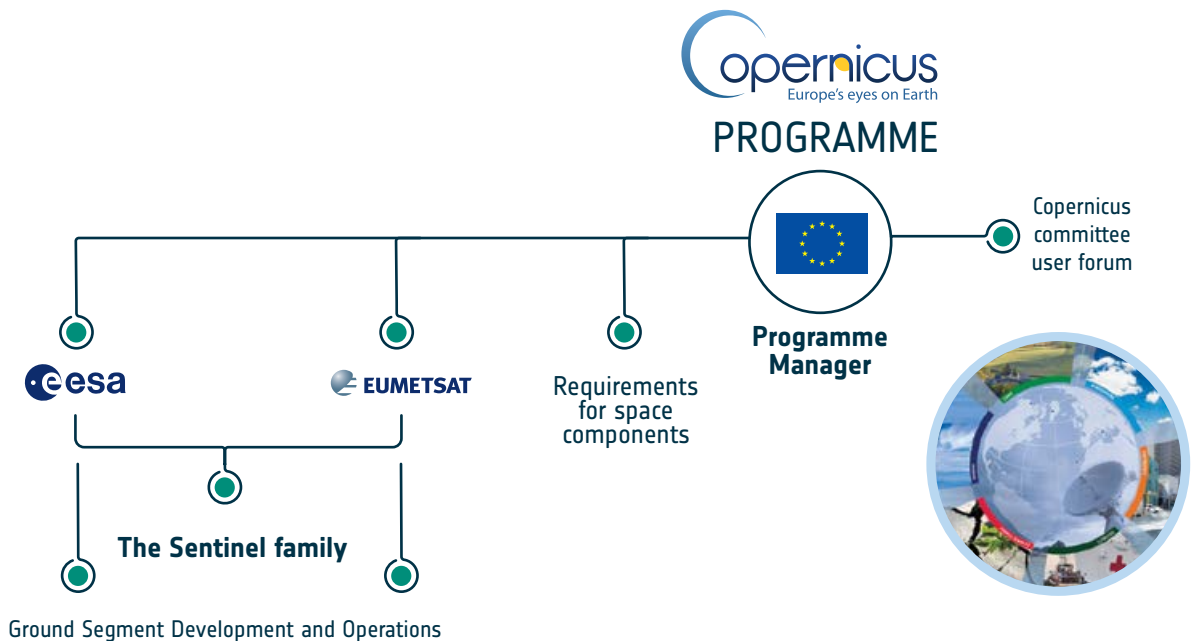 Copernicus
Europe's eyes on Earth
PROGRAMME
Copernicus
committee
user forum
Programme
Manager
esa
EUMETSAT
Requirements
for space
components
The Sentinel family
Ground Segment Development and Operations